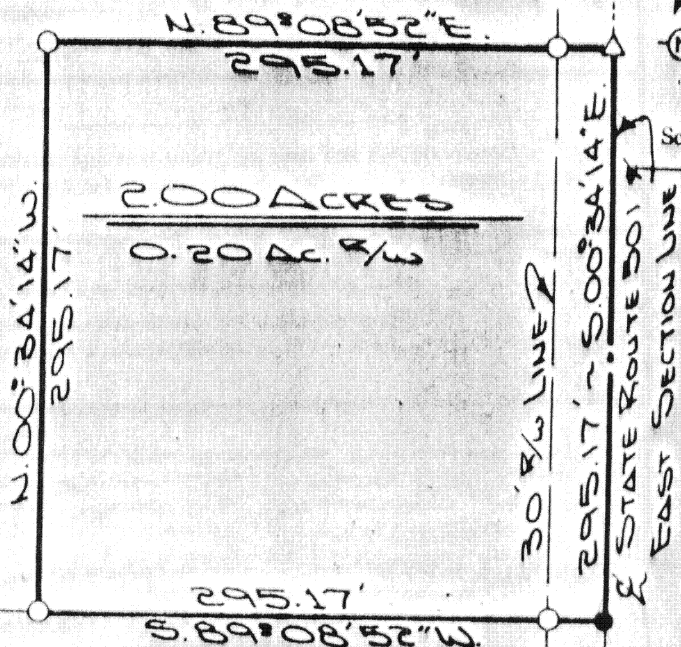 N. 89°08'52"E.
295.17'
2.00 ACRES
0.20 AC. R/W
N. 00°34'14"W.
295.17'
30' R/W LINE
295.17' ~ S. 00°34'14"E.
℄ STATE ROUTE 501 &
EAST SECTION LINE
295.17'
S. 89°08'52"W.